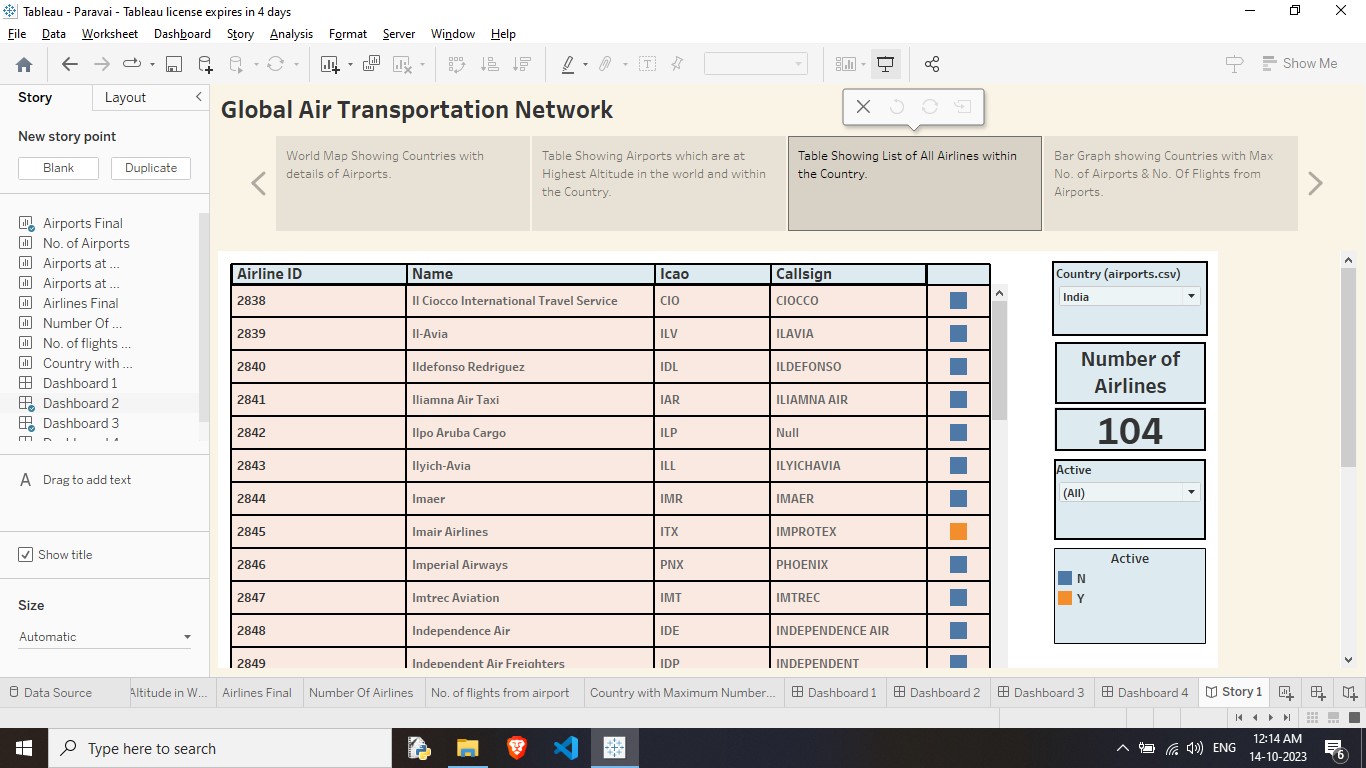 Tableau - Paravai - Tableau license expires in 4 days
File Data Worksheet Dashboard Story Analysis Format Server Window Help
Show Me
Story Layout
New story point
Blank Duplicate
Airports Final
No. of Airports
Airports at ...
Airports at ...
Airlines Final
Number Of ...
No. of flights ...
Country with ...
Dashboard 1
Dashboard 2
Dashboard 3
A Drag to add text
Show title
Size
Automatic
Global Air Transportation Network
World Map Showing Countries with
details of Airports.
Table Showing Airports which are at
Highest Altitude in the world and within
the Country.
Table Showing List of All Airlines within
the Country.
Bar Graph showing Countries with Max
No. of Airports & No. Of Flights from
Airports.
Airline ID Name Icao Callsign
2838 Il Ciocco International Travel Service CIO CIOCCO
2839 Il-Avia ILV ILAVIA
2840 Ildefonso Redriguez IDL ILDEFONSO
2841 Iliamna Air Taxi IAR ILIAMNA AIR
2842 Ilpo Aruba Cargo ILP Null
2843 Ilyich-Avia ILL ILYICHAVIA
2844 Imaer IMR IMAER
2845 Imair Airlines ITX IMPROTEX
2846 Imperial Airways PNX PHOENIX
2847 Imtrec Aviation IMT IMTREC
2848 Independence Air IDE INDEPENDENCE AIR
2849 Independent Air Freighters IDP INDEPENDENT
Country (airports.csv)
India
Number of
Airlines
104
Active
(All)
Active
N
Y
Data Source Altitude in W... Airlines Final Number Of Airlines No. of flights from airport Country with Maximum Number... Dashboard 1 Dashboard 2 Dashboard 3 Dashboard 4 Story 1
Type here to search
ENG
12:14 AM
14-10-2023
6